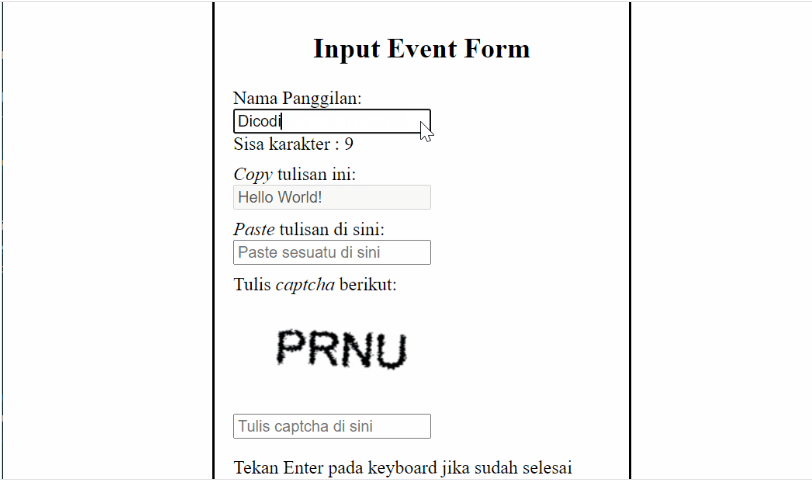 Input Event Form
Nama Panggilan:
Dicodi
Sisa karakter : 9
Copy tulisan ini:
Hello World!
Paste tulisan di sini:
Paste sesuatu di sini
Tulis captcha berikut:
PRNU
Tulis captcha di sini
Tekan Enter pada keyboard jika sudah selesai